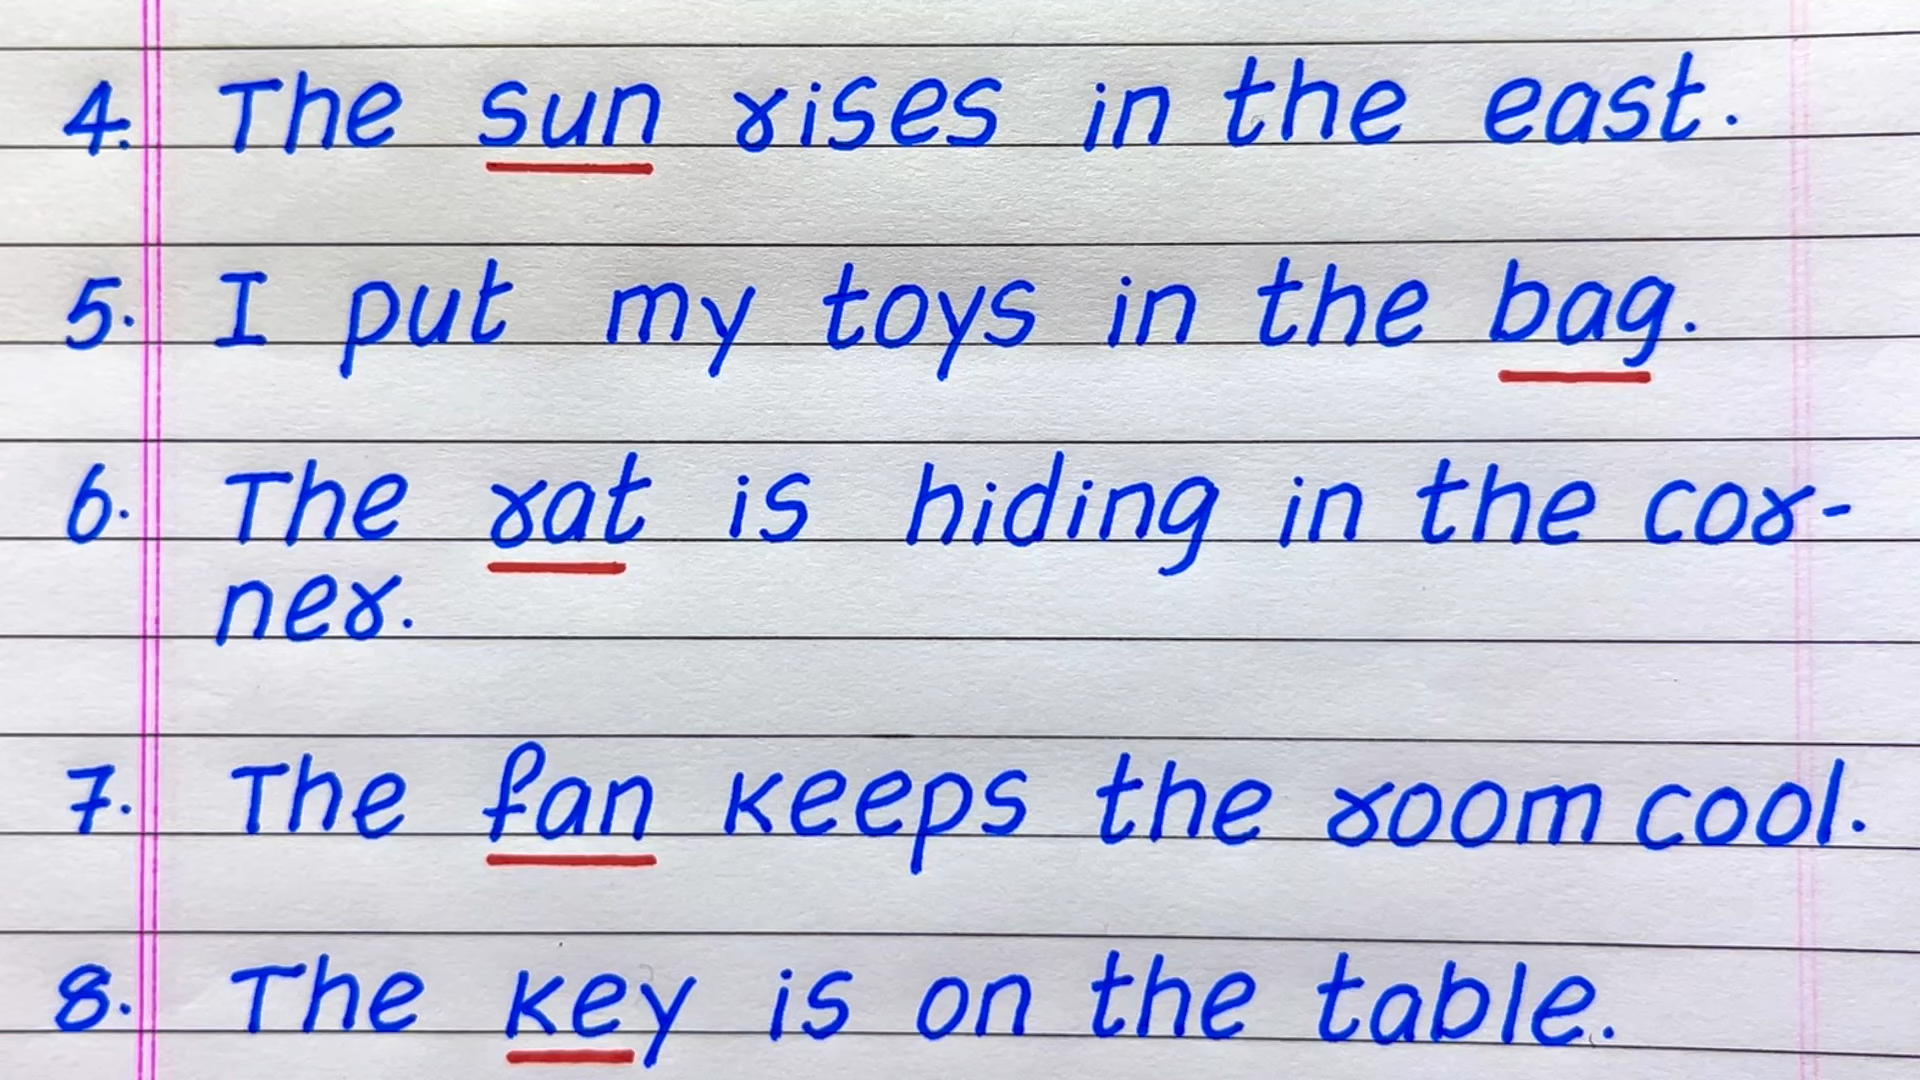 4. The sun rises in the east.
5. I put my toys in the bag.
6. The rat is hiding in the cor-
ner.
7. The fan keeps the room cool.
8. The key is on the table.